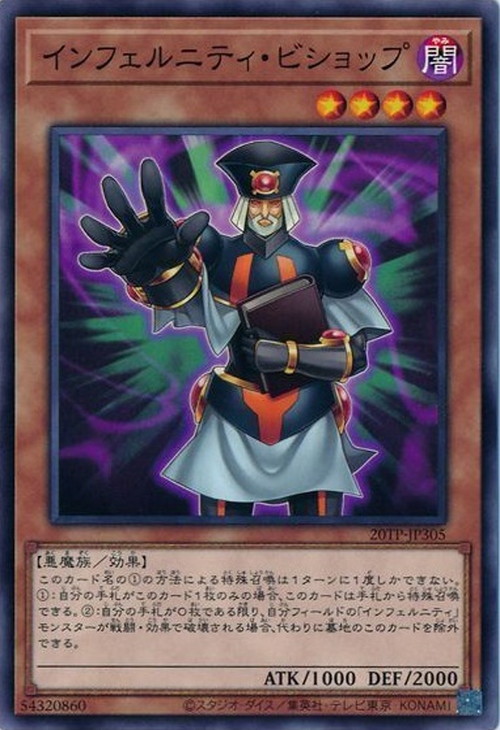 インフェルニティ・ビショップ
闇
20TP-JP305
【悪魔族／効果】
このカード名の①の方法による特殊召喚は1ターンに1度しかできない。
①:自分の手札がこのカード1枚のみの場合、このカードは手札から特殊召喚
できる。②:自分の手札が0枚である限り、自分フィールドの「インフェルニティ」
モンスターが戦闘・効果で破壊される場合、代わりに墓地のこのカードを除外
できる。
ATK/1000 DEF/2000
54320860
©スタジオ・ダイス/集英社・テレビ東京・KONAMI